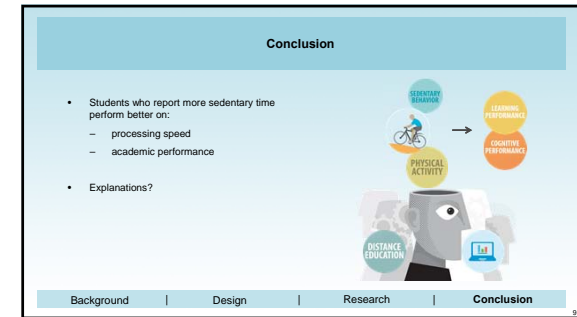 Conclusion
• Students who report more sedentary time
perform better on:
– processing speed
– academic performance
• Explanations?
SEDENTARY
BEHAVIOR
LEARNING
PERFORMANCE
COGNITIVE
PERFORMANCE
PHYSICAL
ACTIVITY
DISTANCE
EDUCATION
Background | Design | Research | Conclusion
9